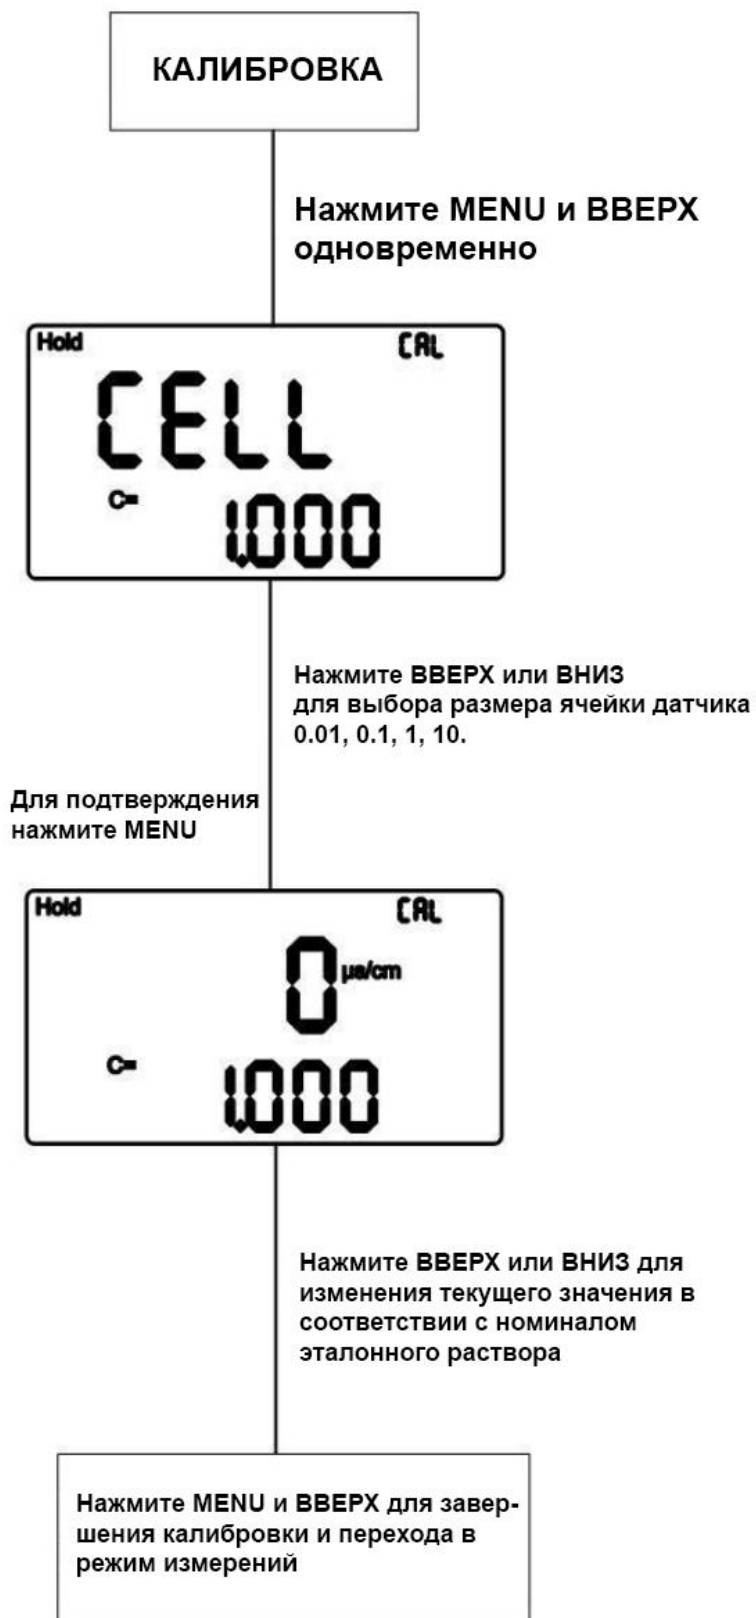 КАЛИБРОВКА
Нажмите MENU и ВВЕРХ
одновременно
Hold CAL
CELL
C=
1.000
Нажмите ВВЕРХ или ВНИЗ
для выбора размера ячейки датчика
0.01, 0.1, 1, 10.
Для подтверждения
нажмите MENU
Hold CAL
0 µs/cm
C=
1.000
Нажмите ВВЕРХ или ВНИЗ для
изменения текущего значения в
соответствии с номиналом
эталонного раствора
Нажмите MENU и ВВЕРХ для завер-
шения калибровки и перехода в
режим измерений